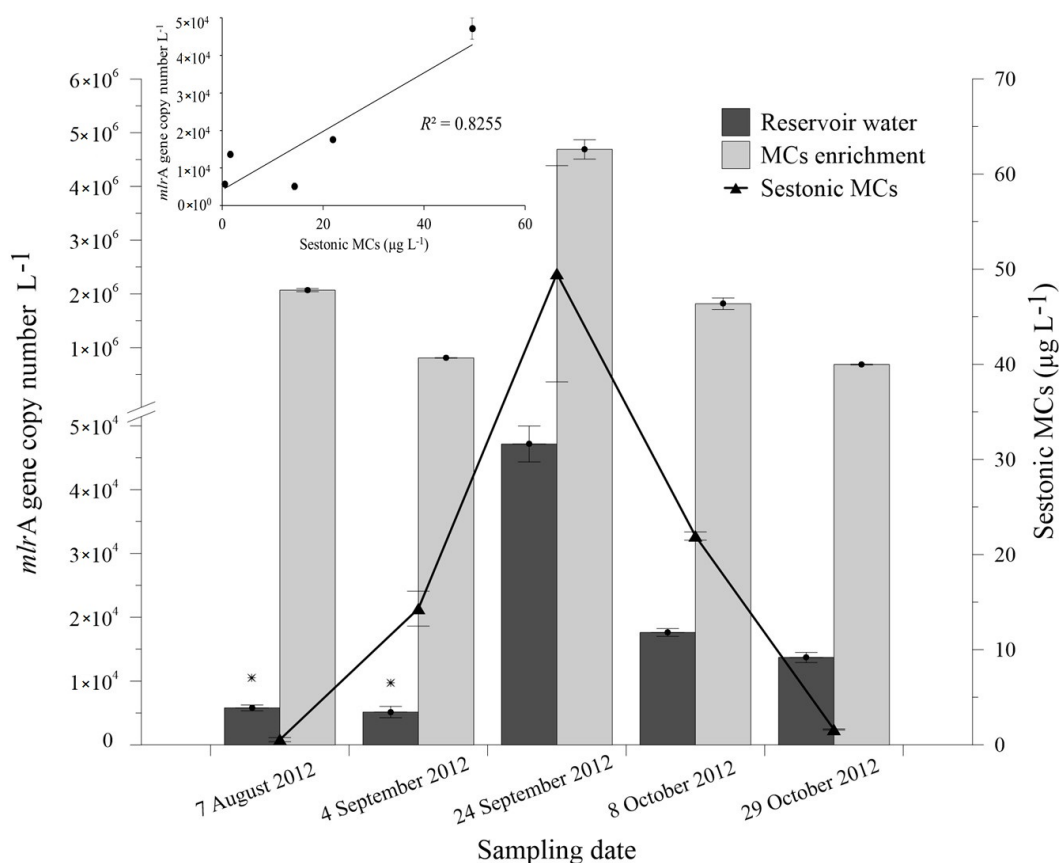 5×10⁴
4×10⁴
3×10⁴
2×10⁴
1×10⁴
0×10⁰
mlrA gene copy number L⁻¹
R² = 0.8255
0 20 40 60
Sestonic MCs (µg L⁻¹)
Reservoir water
MCs enrichment
Sestonic MCs
6×10⁶
5×10⁶
4×10⁶
3×10⁶
2×10⁶
1×10⁶
5×10⁴
4×10⁴
3×10⁴
2×10⁴
1×10⁴
0
mlrA gene copy number L⁻¹
* *
70
60
50
40
30
20
10
0
Sestonic MCs (µg L⁻¹)
7 August 2012
4 September 2012
24 September 2012
8 October 2012
29 October 2012
Sampling date